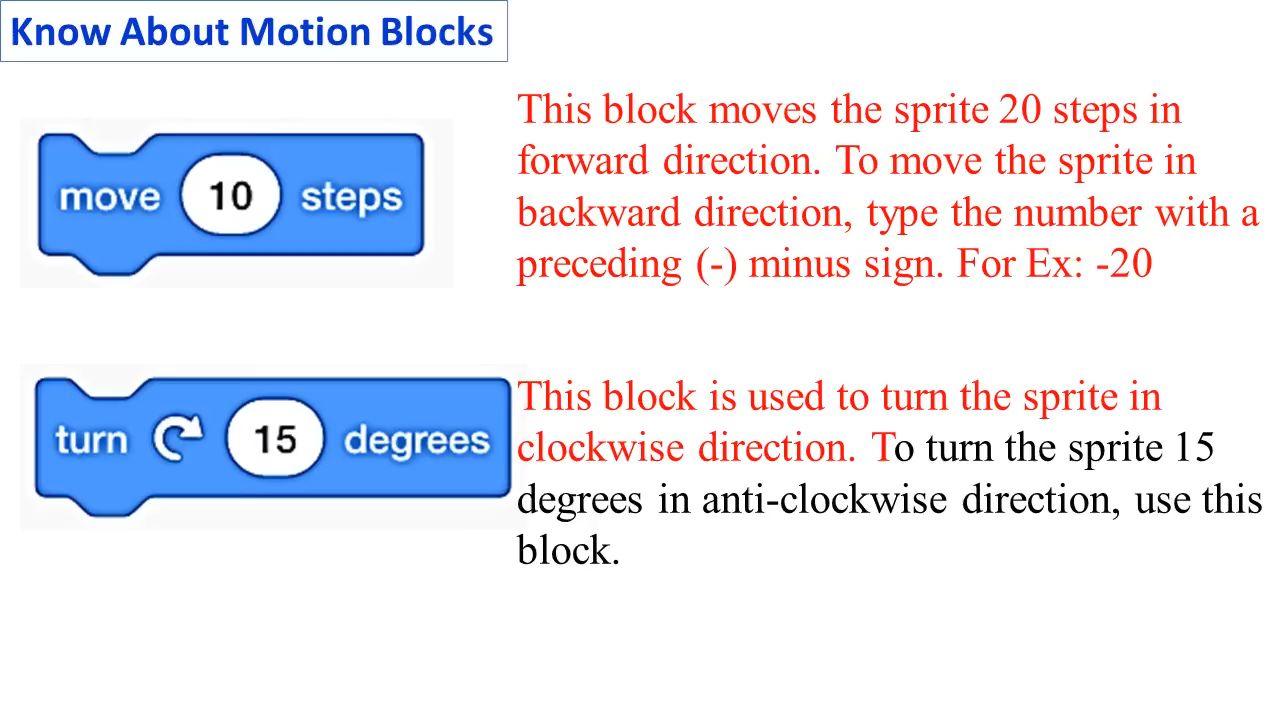 Know About Motion Blocks
This block moves the sprite 20 steps in
forward direction. To move the sprite in
backward direction, type the number with a
preceding (-) minus sign. For Ex: -20
move 10 steps
This block is used to turn the sprite in
clockwise direction. To turn the sprite 15
degrees in anti-clockwise direction, use this
block.
turn 15 degrees